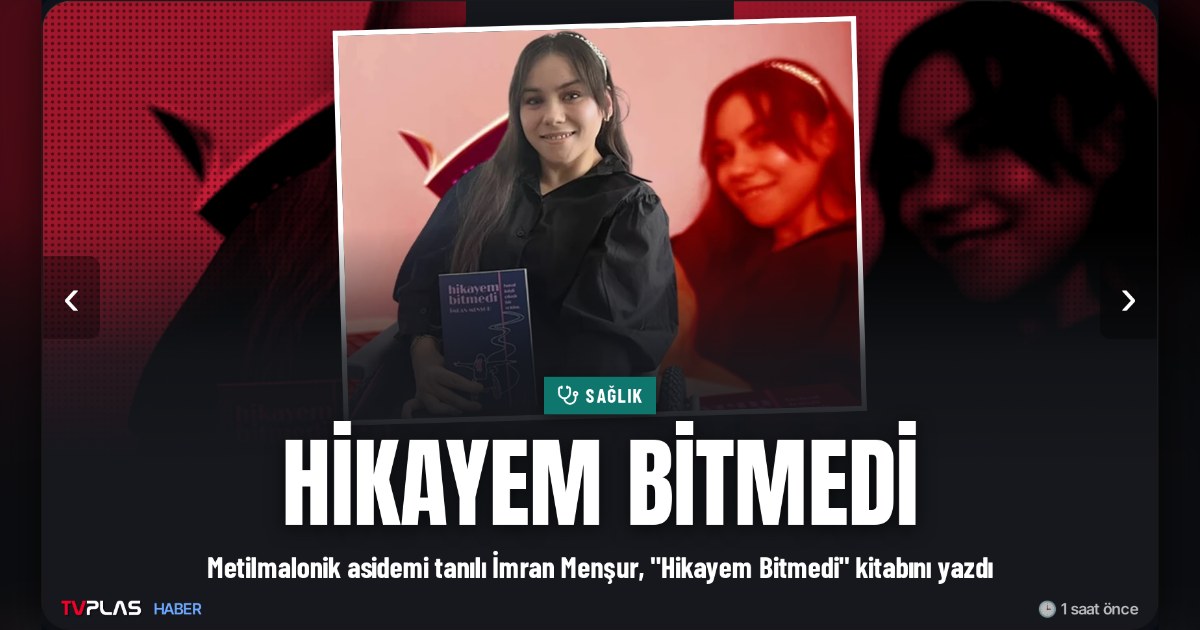 hikayem
bitmedi
SAĞLIK
HİKAYEM BİTMEDİ
Metilmalonik asidemi tanılı İmran Menşur, "Hikayem Bitmedi" kitabını yazdı
TVPLAS HABER
1 saat önce